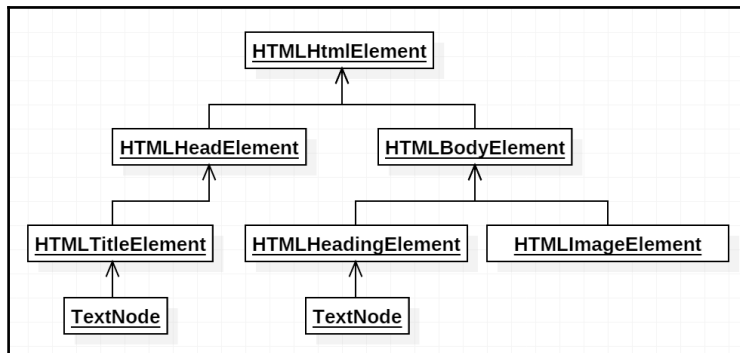 HTMLHtmlElement
HTMLHeadElement
HTMLBodyElement
HTMLTitleElement
HTMLHeadingElement
HTMLImageElement
TextNode
TextNode